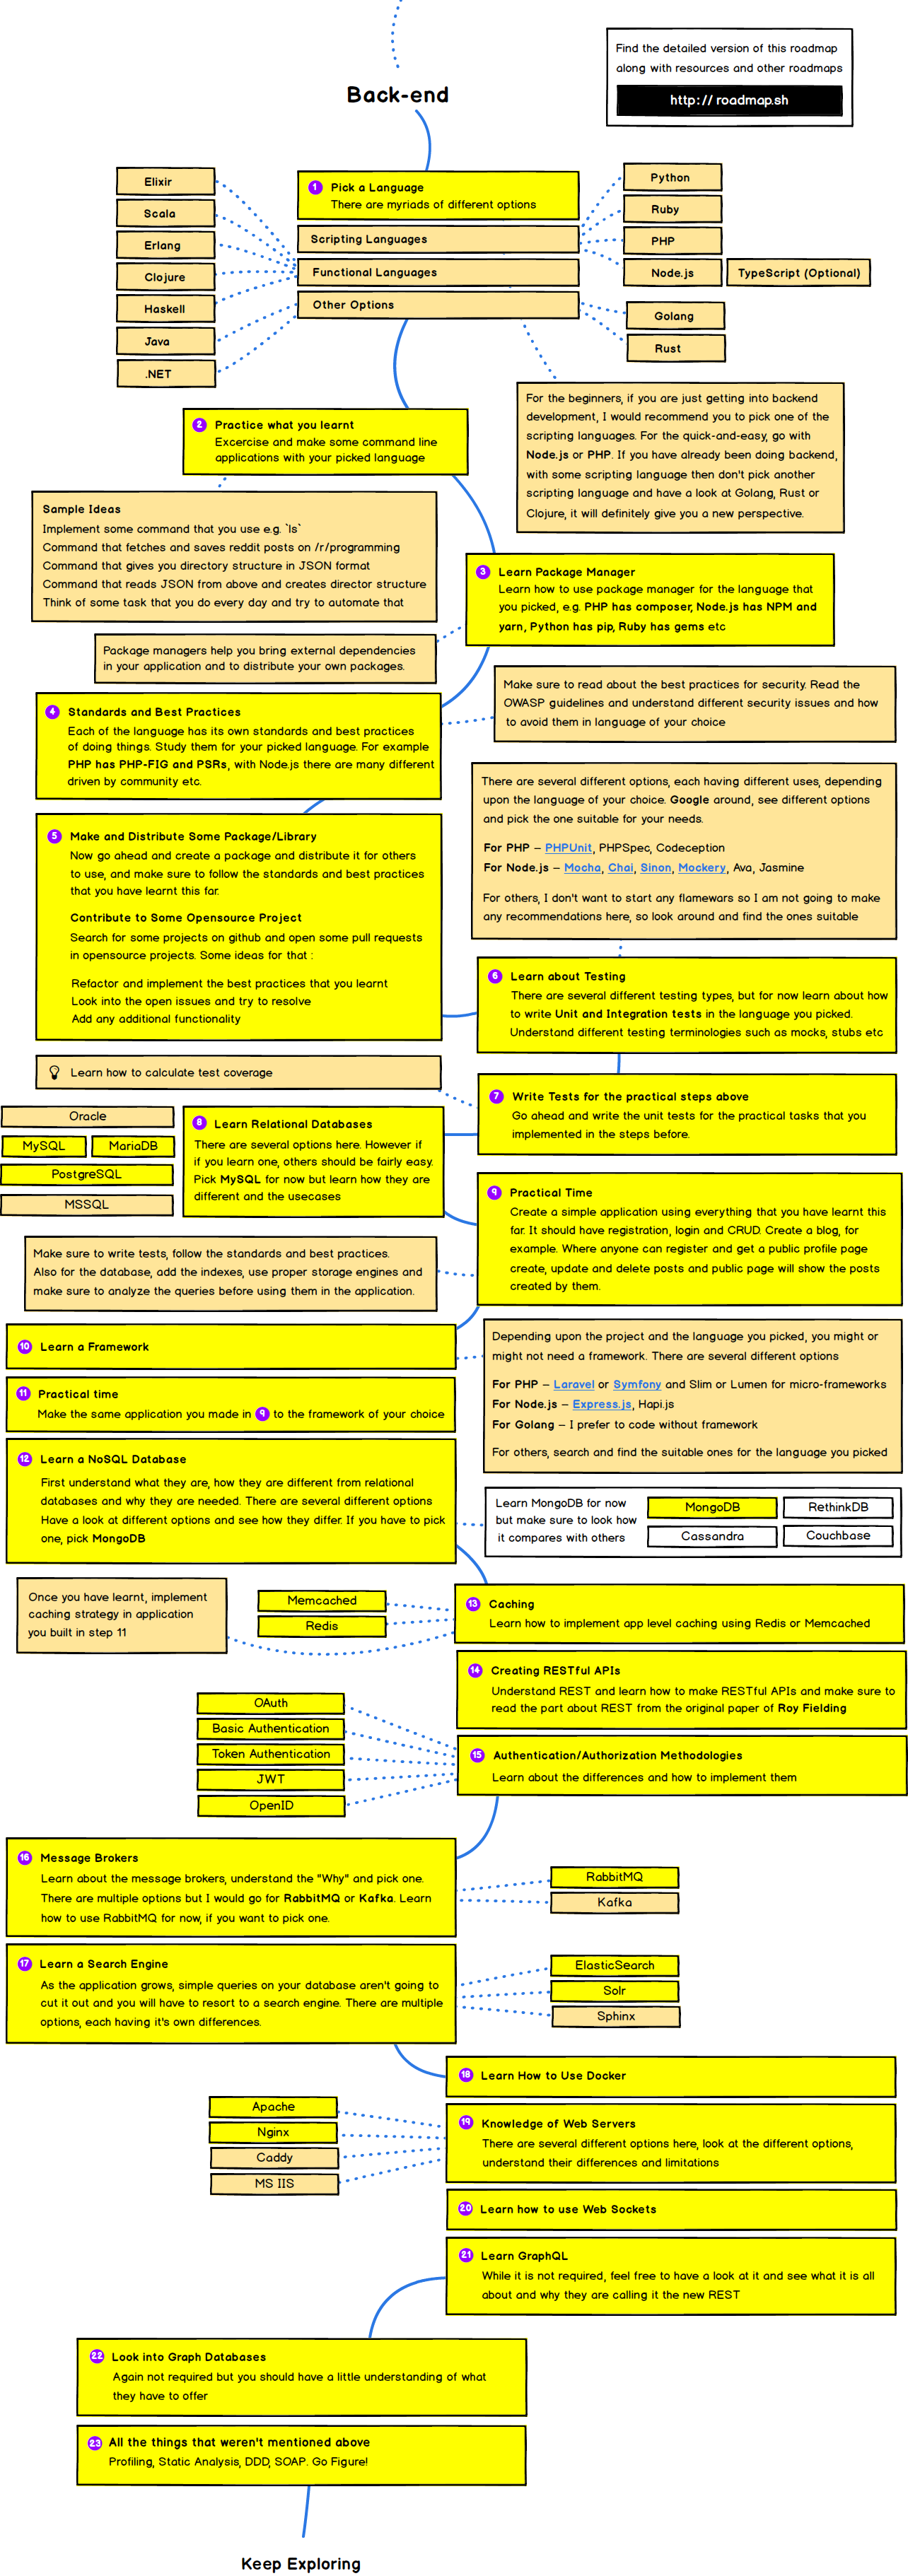 Find the detailed version of this roadmap
along with resources and other roadmaps
http:// roadmap.sh
Back-end
1 Pick a Language
There are myriads of different options
Scripting Languages
Functional Languages
Other Options
Elixir
Scala
Erlang
Clojure
Haskell
Java
.NET
Python
Ruby
PHP
Node.js
TypeScript (Optional)
Golang
Rust
For the beginners, if you are just getting into backend
development, I would recommend you to pick one of the
scripting languages. For the quick-and-easy, go with
Node.js or PHP. If you have already been doing backend,
with some scripting language then don't pick another
scripting language and have a look at Golang, Rust or
Clojure, it will definitely give you a new perspective.
2 Practice what you learnt
Excercise and make some command line
applications with your picked language
Sample Ideas
Implement some command that you use e.g. `ls`
Command that fetches and saves reddit posts on /r/programming
Command that gives you directory structure in JSON format
Command that reads JSON from above and creates director structure
Think of some task that you do every day and try to automate that
3 Learn Package Manager
Learn how to use package manager for the language that
you picked, e.g. PHP has composer, Node.js has NPM and
yarn, Python has pip, Ruby has gems etc
Package managers help you bring external dependencies
in your application and to distribute your own packages.
4 Standards and Best Practices
Each of the language has its own standards and best practices
of doing things. Study them for your picked language. For example
PHP has PHP-FIG and PSRs, with Node.js there are many different
driven by community etc.
Make sure to read about the best practices for security. Read the
OWASP guidelines and understand different security issues and how
to avoid them in language of your choice
5 Make and Distribute Some Package/Library
Now go ahead and create a package and distribute it for others
to use, and make sure to follow the standards and best practices
that you have learnt this far.
Contribute to Some Opensource Project
Search for some projects on github and open some pull requests
in opensource projects. Some ideas for that :
Refactor and implement the best practices that you learnt
Look into the open issues and try to resolve
Add any additional functionality
There are several different options, each having different uses, depending
upon the language of your choice. Google around, see different options
and pick the one suitable for your needs.
For PHP – PHPUnit, PHPSpec, Codeception
For Node.js – Mocha, Chai, Sinon, Mockery, Ava, Jasmine
For others, I don't want to start any flamewars so I am not going to make
any recommendations here, so look around and find the ones suitable
6 Learn about Testing
There are several different testing types, but for now learn about how
to write Unit and Integration tests in the language you picked.
Understand different testing terminologies such as mocks, stubs etc
Learn how to calculate test coverage
7 Write Tests for the practical steps above
Go ahead and write the unit tests for the practical tasks that you
implemented in the steps before.
Oracle
MySQL
MariaDB
PostgreSQL
MSSQL
8 Learn Relational Databases
There are several options here. However if
if you learn one, others should be fairly easy.
Pick MySQL for now but learn how they are
different and the usecases
9 Practical Time
Create a simple application using everything that you have learnt this
far. It should have registration, login and CRUD. Create a blog, for
example. Where anyone can register and get a public profile page
create, update and delete posts and public page will show the posts
created by them.
Make sure to write tests, follow the standards and best practices.
Also for the database, add the indexes, use proper storage engines and
make sure to analyze the queries before using them in the application.
10 Learn a Framework
Depending upon the project and the language you picked, you might or
might not need a framework. There are several different options
For PHP – Laravel or Symfony and Slim or Lumen for micro-frameworks
For Node.js – Express.js, Hapi.js
For Golang – I prefer to code without framework
For others, search and find the suitable ones for the language you picked
11 Practical time
Make the same application you made in 9 to the framework of your choice
12 Learn a NoSQL Database
First understand what they are, how they are different from relational
databases and why they are needed. There are several different options
Have a look at different options and see how they differ. If you have to pick
one, pick MongoDB
Learn MongoDB for now
but make sure to look how
it compares with others
MongoDB
RethinkDB
Cassandra
Couchbase
Once you have learnt, implement
caching strategy in application
you built in step 11
Memcached
Redis
13 Caching
Learn how to implement app level caching using Redis or Memcached
14 Creating RESTful APIs
Understand REST and learn how to make RESTful APIs and make sure to
read the part about REST from the original paper of Roy Fielding
OAuth
Basic Authentication
Token Authentication
JWT
OpenID
15 Authentication/Authorization Methodologies
Learn about the differences and how to implement them
16 Message Brokers
Learn about the message brokers, understand the "Why" and pick one.
There are multiple options but I would go for RabbitMQ or Kafka. Learn
how to use RabbitMQ for now, if you want to pick one.
RabbitMQ
Kafka
17 Learn a Search Engine
As the application grows, simple queries on your database aren't going to
cut it out and you will have to resort to a search engine. There are multiple
options, each having it's own differences.
ElasticSearch
Solr
Sphinx
18 Learn How to Use Docker
Apache
Nginx
Caddy
MS IIS
19 Knowledge of Web Servers
There are several different options here, look at the different options,
understand their differences and limitations
20 Learn how to use Web Sockets
21 Learn GraphQL
While it is not required, feel free to have a look at it and see what it is all
about and why they are calling it the new REST
22 Look into Graph Databases
Again not required but you should have a little understanding of what
they have to offer
23 All the things that weren't mentioned above
Profiling, Static Analysis, DDD, SOAP. Go Figure!
Keep Exploring